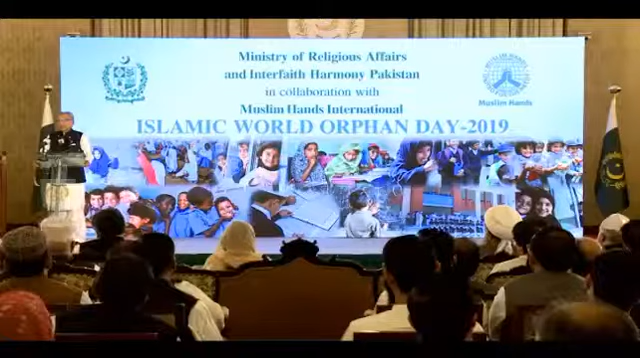 Ministry of Religious Affairs
and Interfaith Harmony Pakistan
in collaboration with
Muslim Hands International
Muslim Hands
ISLAMIC WORLD ORPHAN DAY-2019